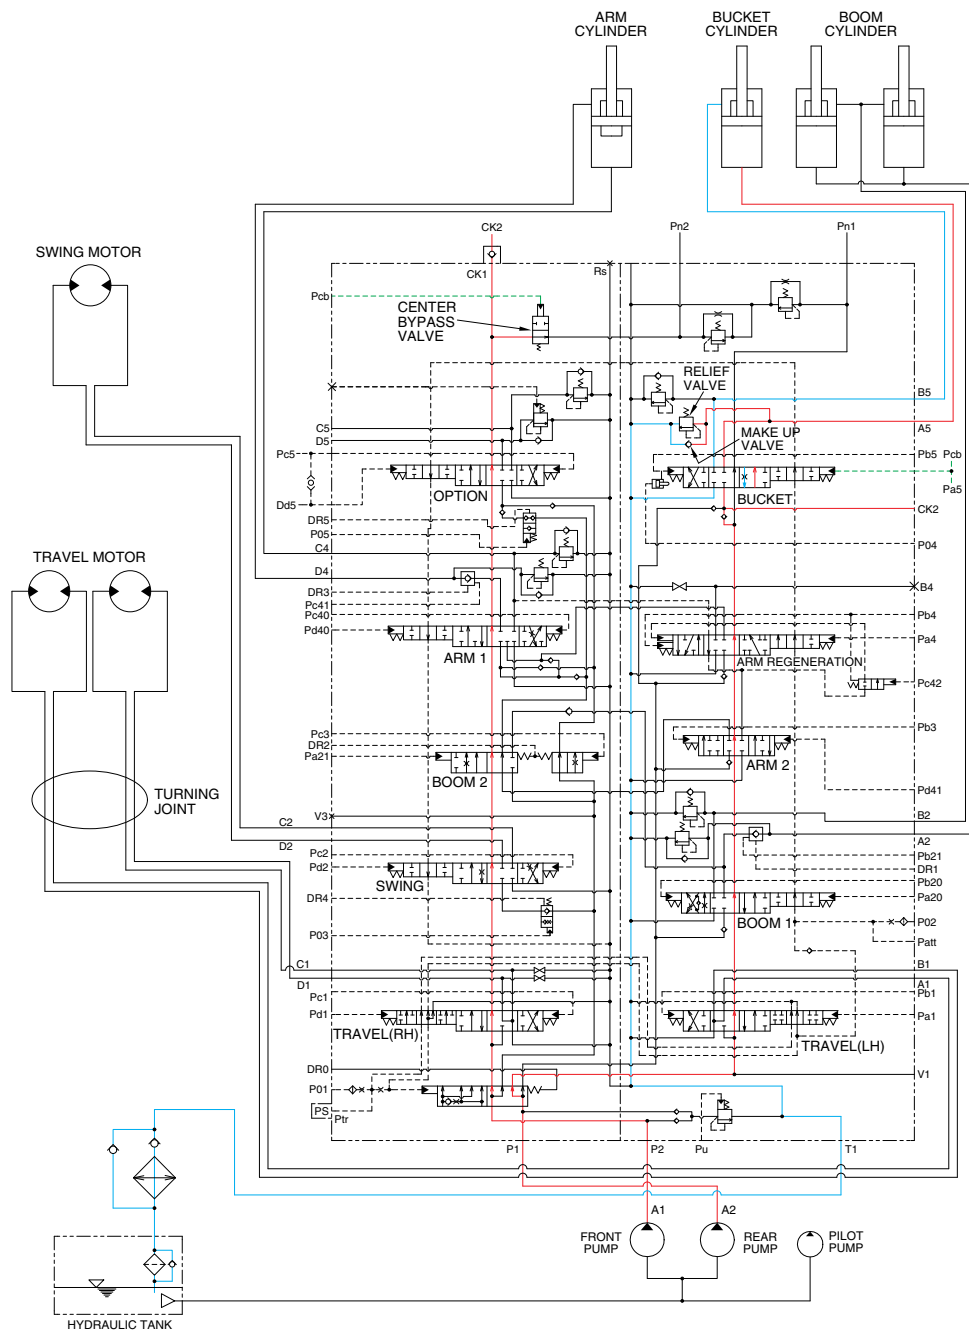 ARM
CYLINDER
BUCKET
CYLINDER
BOOM
CYLINDER
CK2
Pn2
Pn1
SWING MOTOR
CK1
Rs
Pcb
CENTER
BYPASS
VALVE
RELIEF
VALVE
B5
C5
A5
D5
MAKE UP
VALVE
Pc5
Pb5
Pcb
OPTION
BUCKET
Pa5
Dd5
CK2
DR5
P05
P04
C4
TRAVEL MOTOR
D4
B4
DR3
Pc41
Pc40
Pb4
Pd40
Pa4
ARM 1
ARM REGENERATION
Pc42
Pc3
Pb3
DR2
Pa21
ARM 2
BOOM 2
Pd41
TURNING
JOINT
V3
B2
C2
D2
A2
Pc2
Pb21
Pd2
DR1
SWING
Pb20
DR4
Pa20
BOOM 1
P03
P02
Patt
C1
B1
D1
A1
Pc1
Pb1
Pd1
Pa1
TRAVEL(RH)
TRAVEL(LH)
DR0
V1
P01
PS
Ptr
P1
P2
Pu
T1
A1
A2
FRONT
PUMP
REAR
PUMP
PILOT
PUMP
HYDRAULIC TANK